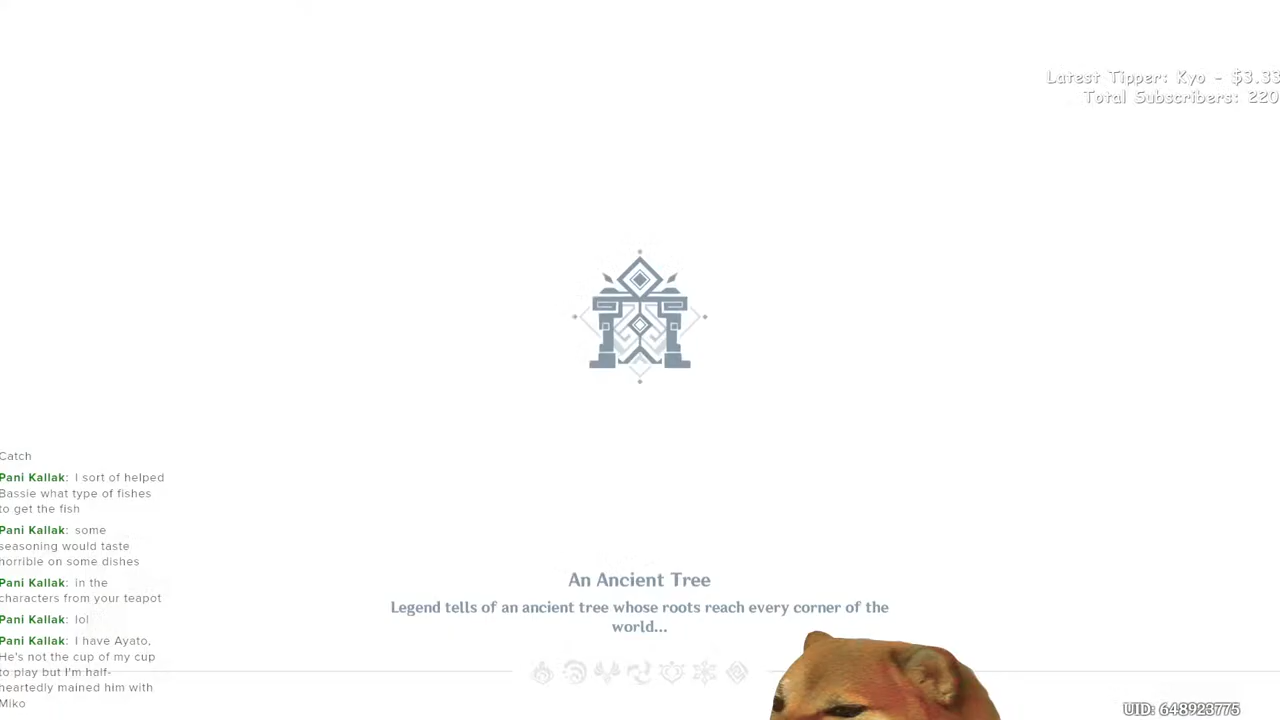 Latest Tipper: Kyo - $3.33
Total Subscribers: 220
Catch
Pani Kallak: I sort of helped
Bassie what type of fishes
to get the fish
Pani Kallak: some
seasoning would taste
horrible on some dishes
Pani Kallak: in the
characters from your teapot
Pani Kallak: lol
Pani Kallak: I have Ayato,
He's not the cup of my cup
to play but I'm half-
heartedly mained him with
Miko
An Ancient Tree
Legend tells of an ancient tree whose roots reach every corner of the
world...
UID: 648923775